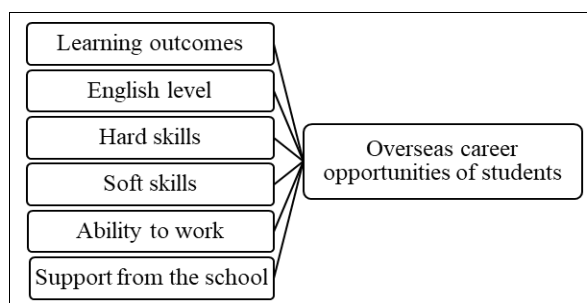 Learning outcomes
English level
Hard skills
Soft skills
Ability to work
Support from the school
Overseas career
opportunities of students